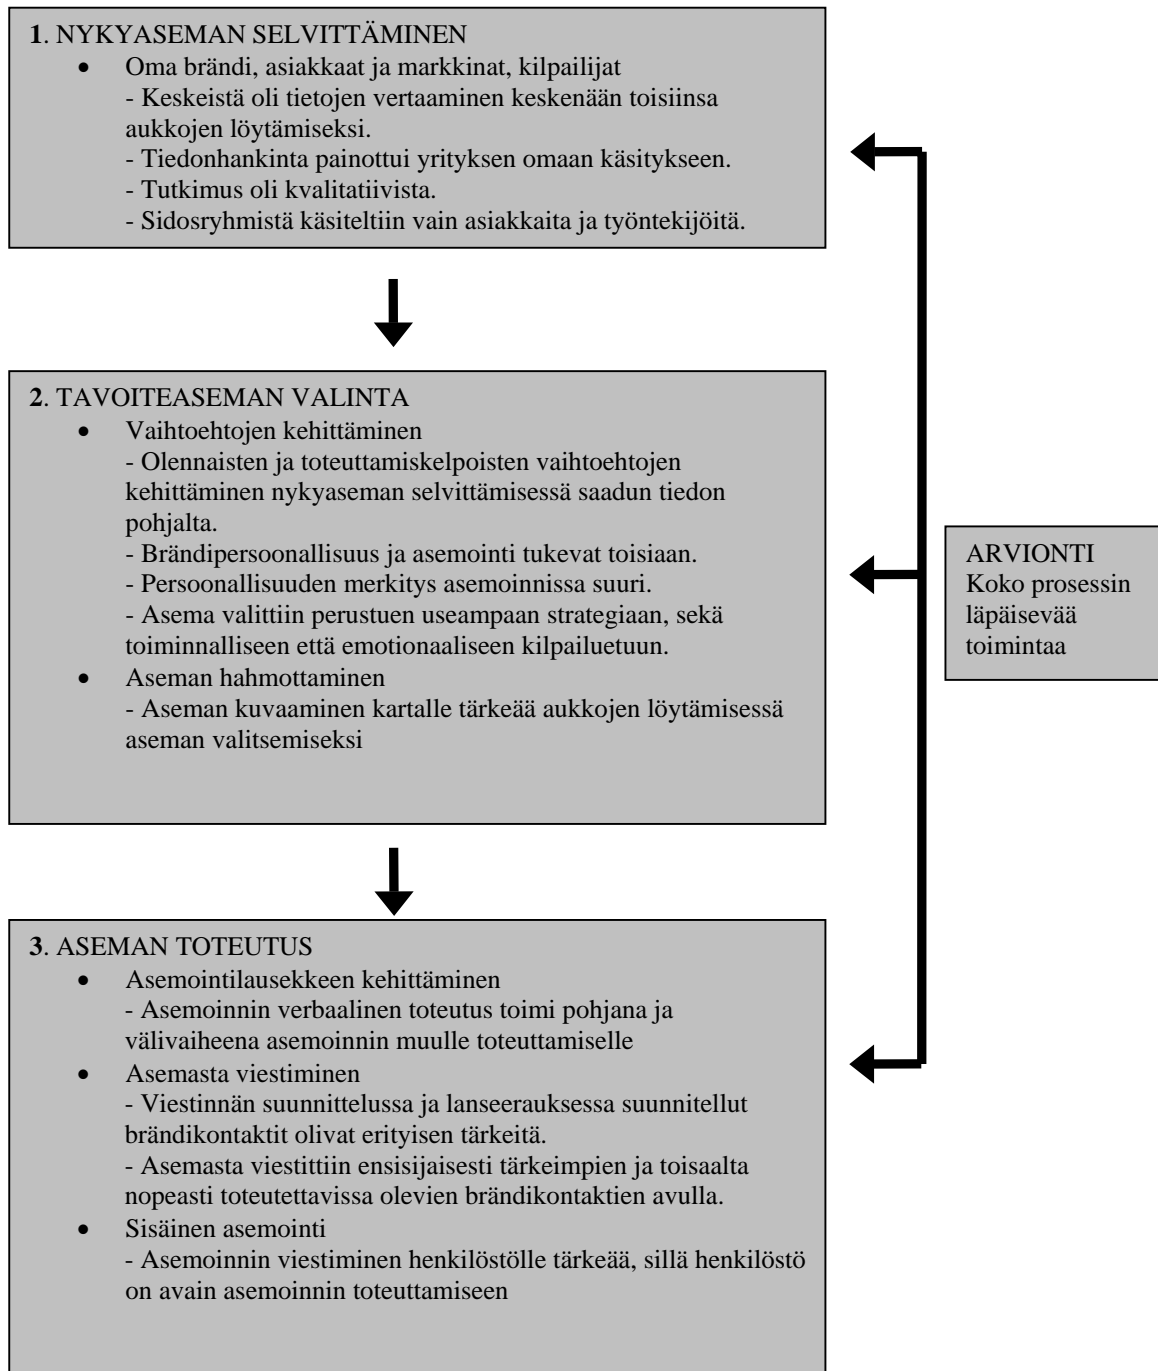 1. NYKYASEMAN SELVITTÄMINEN
• Oma brändi, asiakkaat ja markkinat, kilpailijat
- Keskeistä oli tietojen vertaaminen keskenään toisiinsa
aukkojen löytämiseksi.
- Tiedonhankinta painottui yrityksen omaan käsitykseen.
- Tutkimus oli kvalitatiivista.
- Sidosryhmistä käsiteltiin vain asiakkaita ja työntekijöitä.
2. TAVOITEASEMAN VALINTA
• Vaihtoehtojen kehittäminen
- Olennaisten ja toteuttamiskelpoisten vaihtoehtojen
kehittäminen nykyaseman selvittämisessä saadun tiedon
pohjalta.
- Brändipersoonallisuus ja asemointi tukevat toisiaan.
- Persoonallisuuden merkitys asemoinnissa suuri.
- Asema valittiin perustuen useampaan strategiaan, sekä
toiminnalliseen että emotionaaliseen kilpailuetuun.
• Aseman hahmottaminen
- Aseman kuvaaminen kartalle tärkeää aukkojen löytämisessä
aseman valitsemiseksi
ARVIONTI
Koko prosessin
läpäisevää
toimintaa
3. ASEMAN TOTEUTUS
• Asemointilausekkeen kehittäminen
- Asemoinnin verbaalinen toteutus toimi pohjana ja
välivaiheena asemoinnin muulle toteuttamiselle
• Asemasta viestiminen
- Viestinnän suunnittelussa ja lanseerauksessa suunnitellut
brändikontaktit olivat erityisen tärkeitä.
- Asemasta viestittiin ensisijaisesti tärkeimpien ja toisaalta
nopeasti toteutettavissa olevien brändikontaktien avulla.
• Sisäinen asemointi
- Asemoinnin viestiminen henkilöstölle tärkeää, sillä henkilöstö
on avain asemoinnin toteuttamiseen